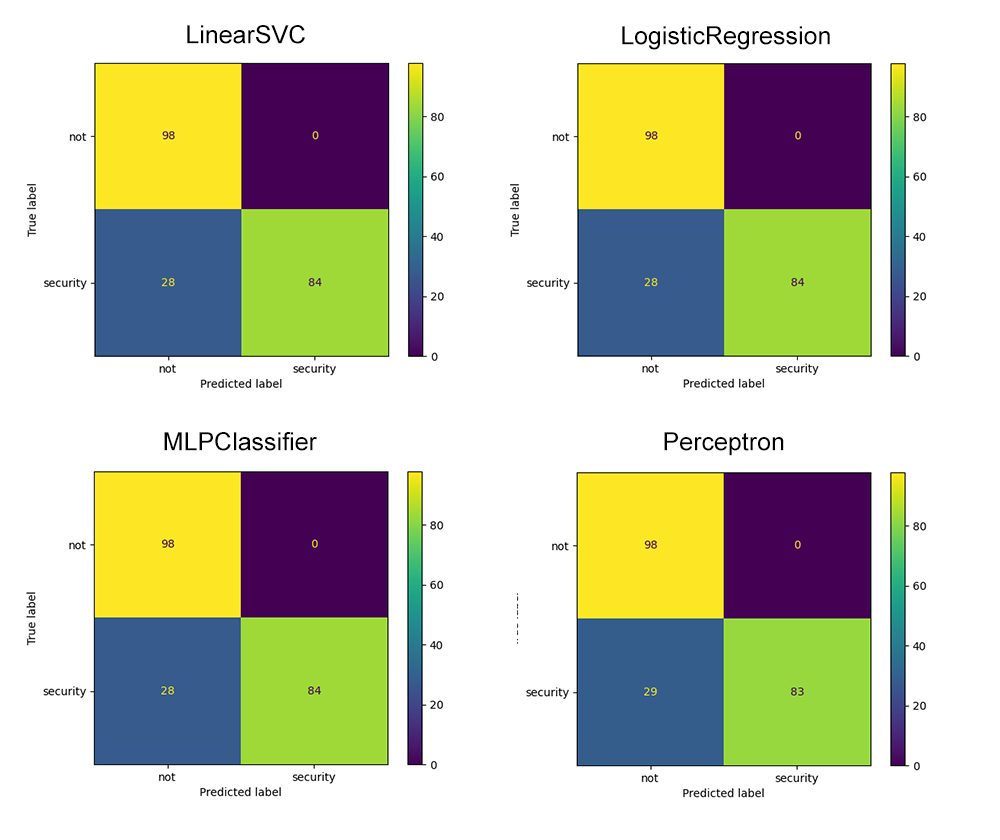 LinearSVC
98 0
28 84
not
security
True label
not security
Predicted label
80
60
40
20
0
LogisticRegression
98 0
28 84
not
security
True label
not security
Predicted label
80
60
40
20
0
MLPClassifier
98 0
28 84
not
security
True label
not security
Predicted label
80
60
40
20
0
Perceptron
98 0
29 83
not
security
not security
Predicted label
80
60
40
20
0